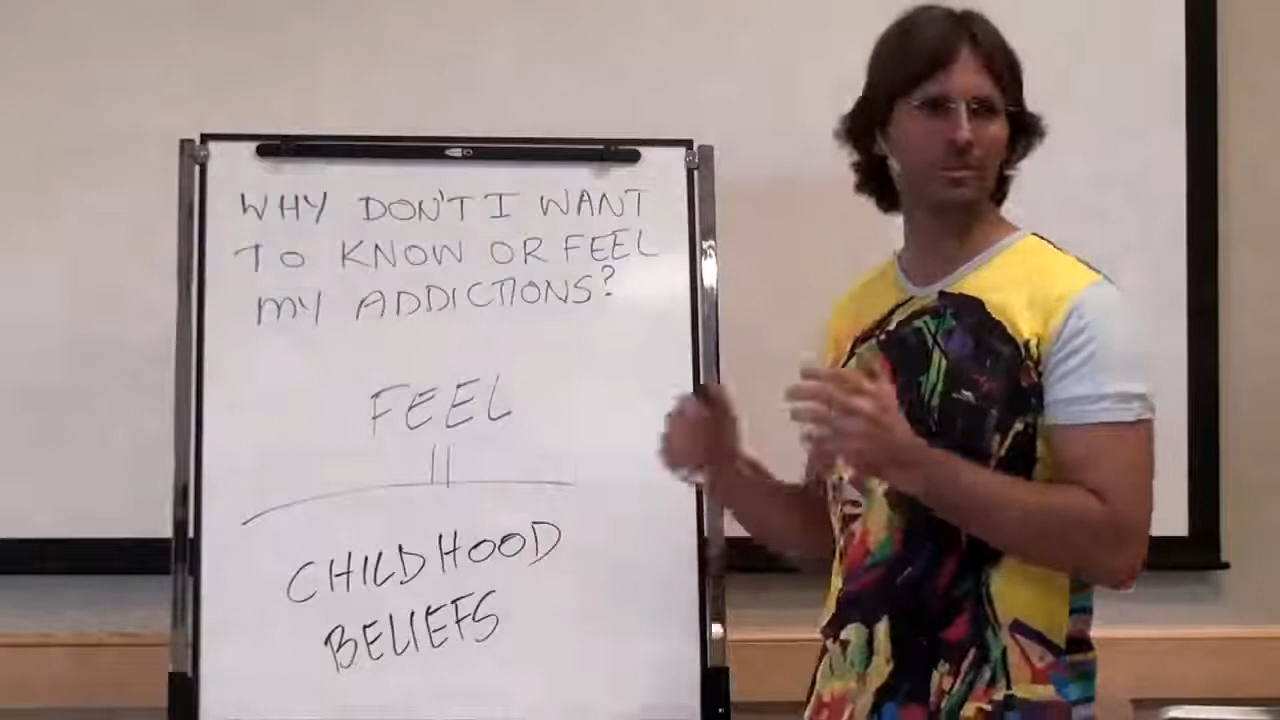 WHY DON'T I WANT
TO KNOW OR FEEL
MY ADDICTIONS?
FEEL
CHILDHOOD
BELIEFS